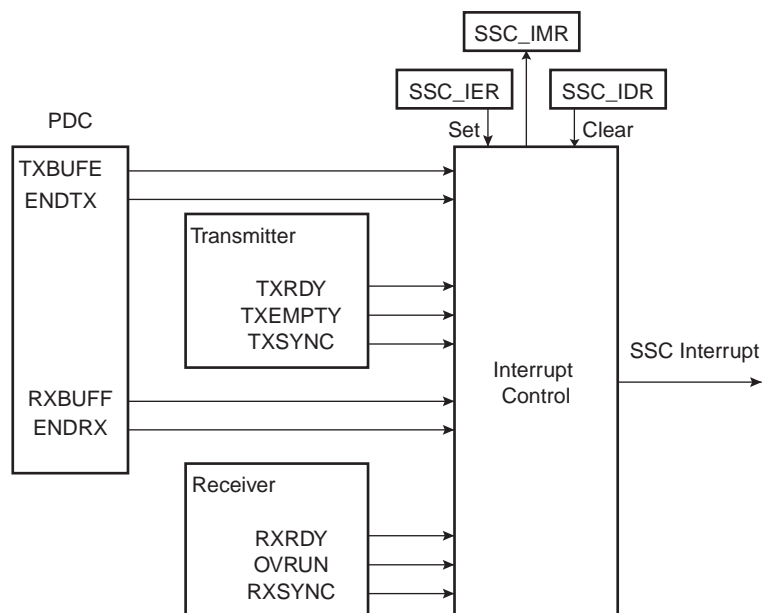 SSC_IMR
SSC_IER
SSC_IDR
PDC
Set
Clear
TXBUFE
ENDTX
Transmitter
TXRDY
TXEMPTY
TXSYNC
SSC Interrupt
Interrupt
Control
RXBUFF
ENDRX
Receiver
RXRDY
OVRUN
RXSYNC